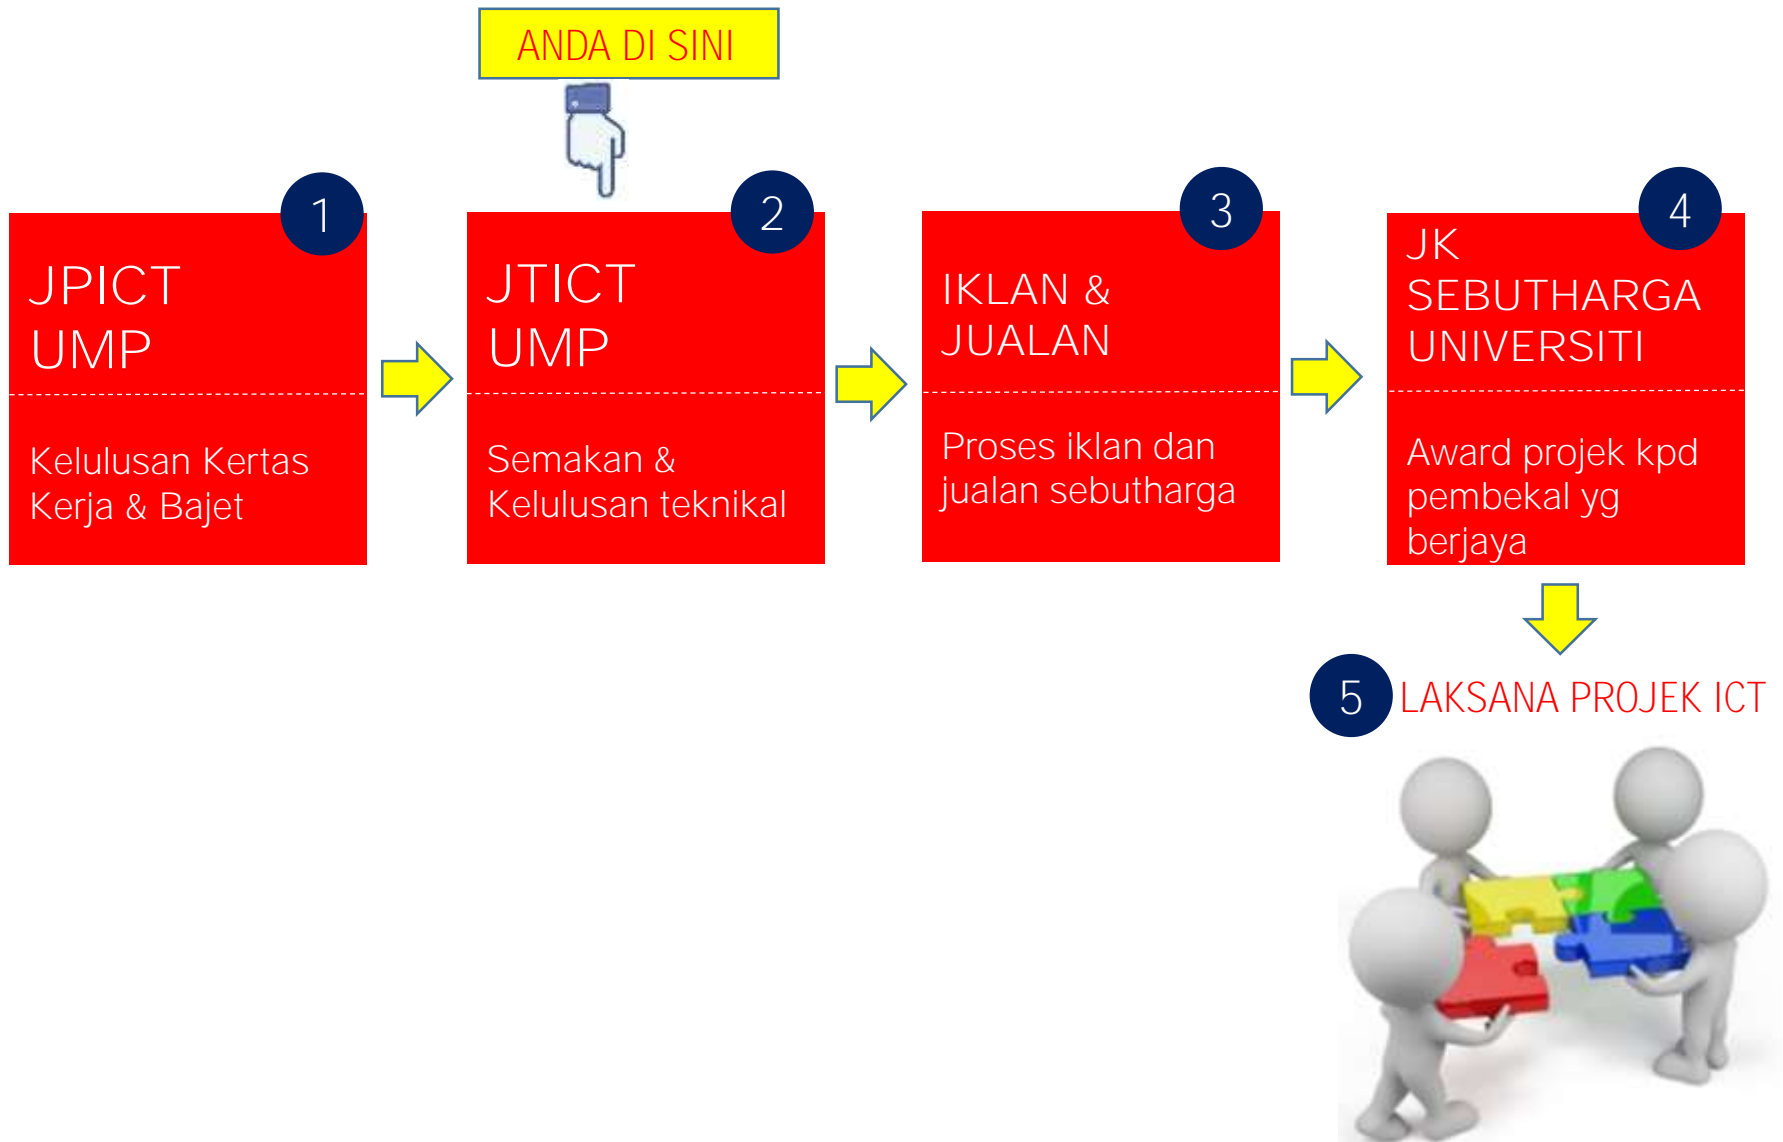 ANDA DI SINI
1
JPICT
UMP
Kelulusan Kertas
Kerja & Bajet
2
JTICT
UMP
Semakan &
Kelulusan teknikal
3
IKLAN &
JUALAN
Proses iklan dan
jualan sebutharga
4
JK
SEBUTHARGA
UNIVERSITI
Award projek kpd
pembekal yg
berjaya
5
LAKSANA PROJEK ICT